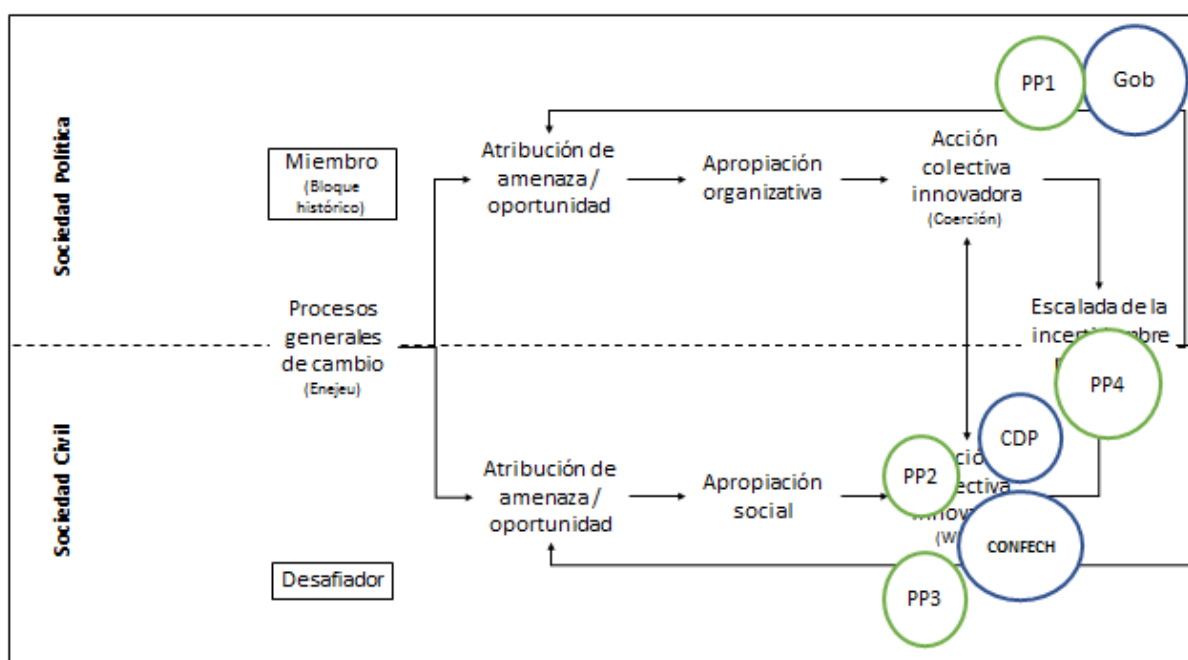 PP1
Gob
Sociedad Política
Miembro
(Bloque
histórico)
Atribución de
amenaza /
oportunidad
Apropiación
organizativa
Acción
colectiva
innovadora
(Coerción)
Procesos
generales
de cambio
(Enejeu)
Escalada de la
PP4
CDP
Sociedad Civil
Atribución de
amenaza /
oportunidad
Apropiación
social
PP2
CONFECH
Desafiador
PP3